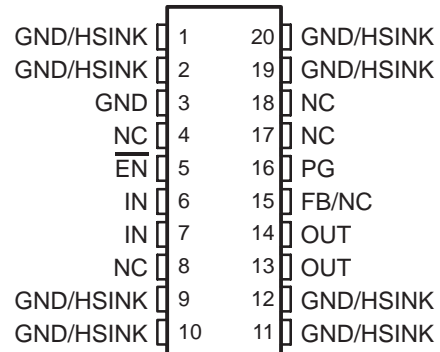 GND/HSINK 1 20 GND/HSINK
GND/HSINK 2 19 GND/HSINK
GND 3 18 NC
NC 4 17 NC
E̅N̅ 5 16 PG
IN 6 15 FB/NC
IN 7 14 OUT
NC 8 13 OUT
GND/HSINK 9 12 GND/HSINK
GND/HSINK 10 11 GND/HSINK